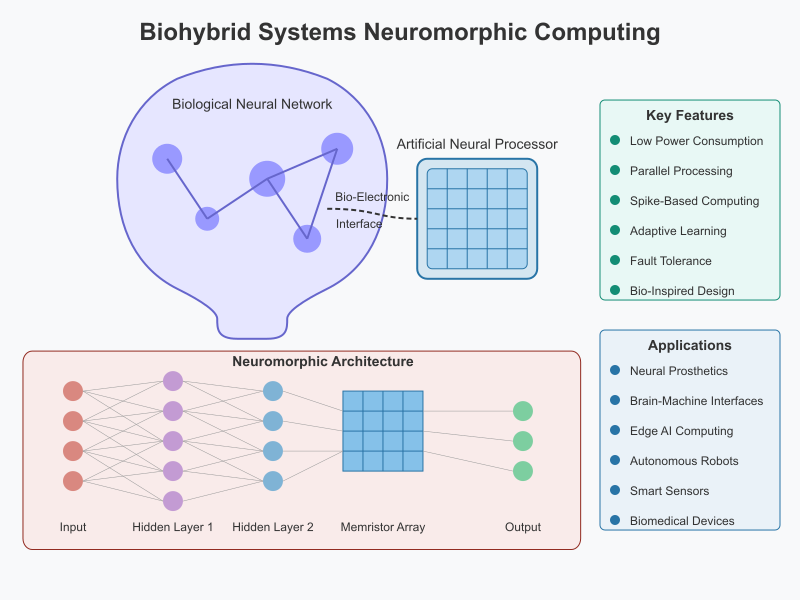 Biohybrid Systems Neuromorphic Computing
Biological Neural Network
Artificial Neural Processor
Bio-Electronic
Interface
Key Features
Low Power Consumption
Parallel Processing
Spike-Based Computing
Adaptive Learning
Fault Tolerance
Bio-Inspired Design
Neuromorphic Architecture
Input
Hidden Layer 1
Hidden Layer 2
Memristor Array
Output
Applications
Neural Prosthetics
Brain-Machine Interfaces
Edge AI Computing
Autonomous Robots
Smart Sensors
Biomedical Devices